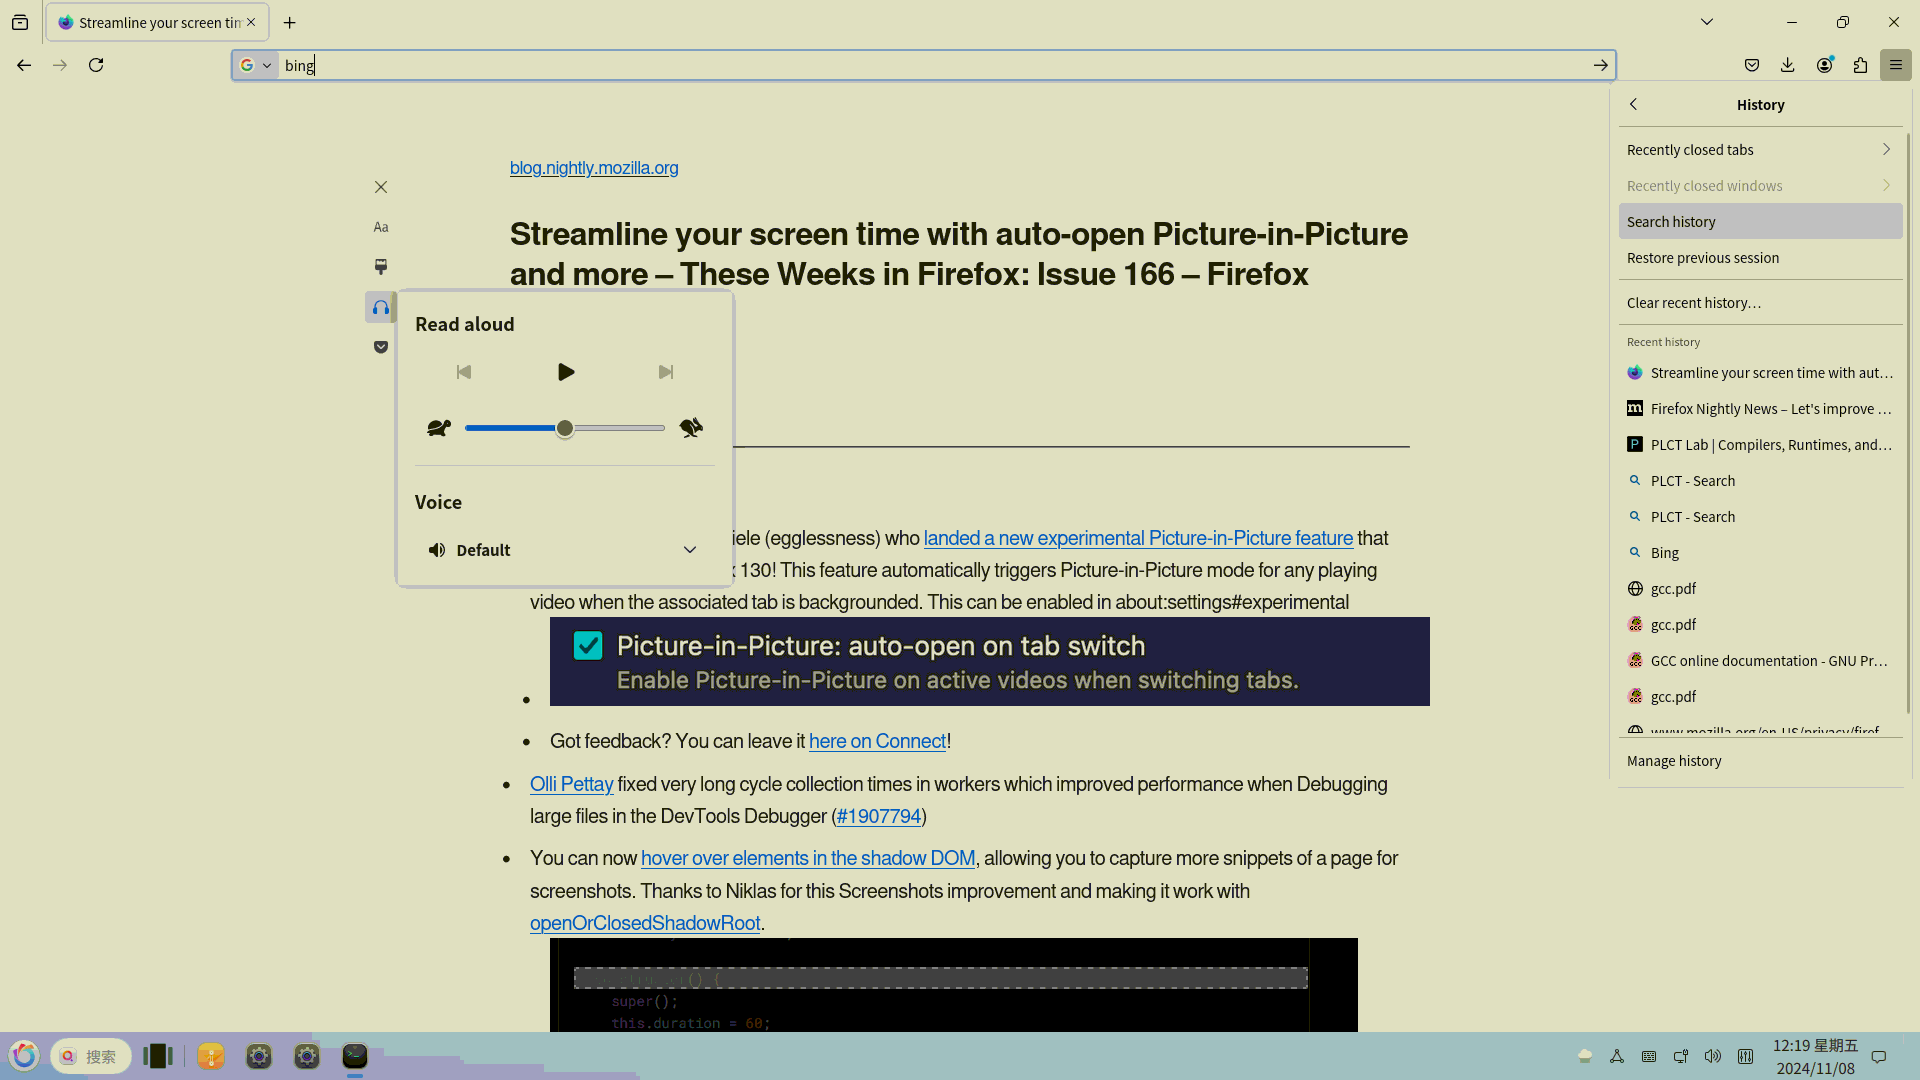 Streamline your screen tim
bing
History
Recently closed tabs
Recently closed windows
Search history
Restore previous session
Clear recent history…
Recent history
Streamline your screen time with aut…
Firefox Nightly News – Let's improve …
PLCT Lab | Compilers, Runtimes, and…
PLCT - Search
PLCT - Search
Bing
gcc.pdf
gcc.pdf
GCC online documentation - GNU Pr…
gcc.pdf
www.mozilla.org/en-US/privacy/firef…
Manage history
blog.nightly.mozilla.org
Streamline your screen time with auto-open Picture-in-Picture
and more – These Weeks in Firefox: Issue 166 – Firefox
Aa
Read aloud
Voice
Default
iele (egglessness) who landed a new experimental Picture-in-Picture feature that
x 130! This feature automatically triggers Picture-in-Picture mode for any playing
video when the associated tab is backgrounded. This can be enabled in about:settings#experimental
Picture-in-Picture: auto-open on tab switch
Enable Picture-in-Picture on active videos when switching tabs.
Got feedback? You can leave it here on Connect!
Olli Pettay fixed very long cycle collection times in workers which improved performance when Debugging
large files in the DevTools Debugger (#1907794)
You can now hover over elements in the shadow DOM, allowing you to capture more snippets of a page for
screenshots. Thanks to Niklas for this Screenshots improvement and making it work with
openOrClosedShadowRoot.
super();
this.duration = 60;
搜索
12:19 星期五
2024/11/08